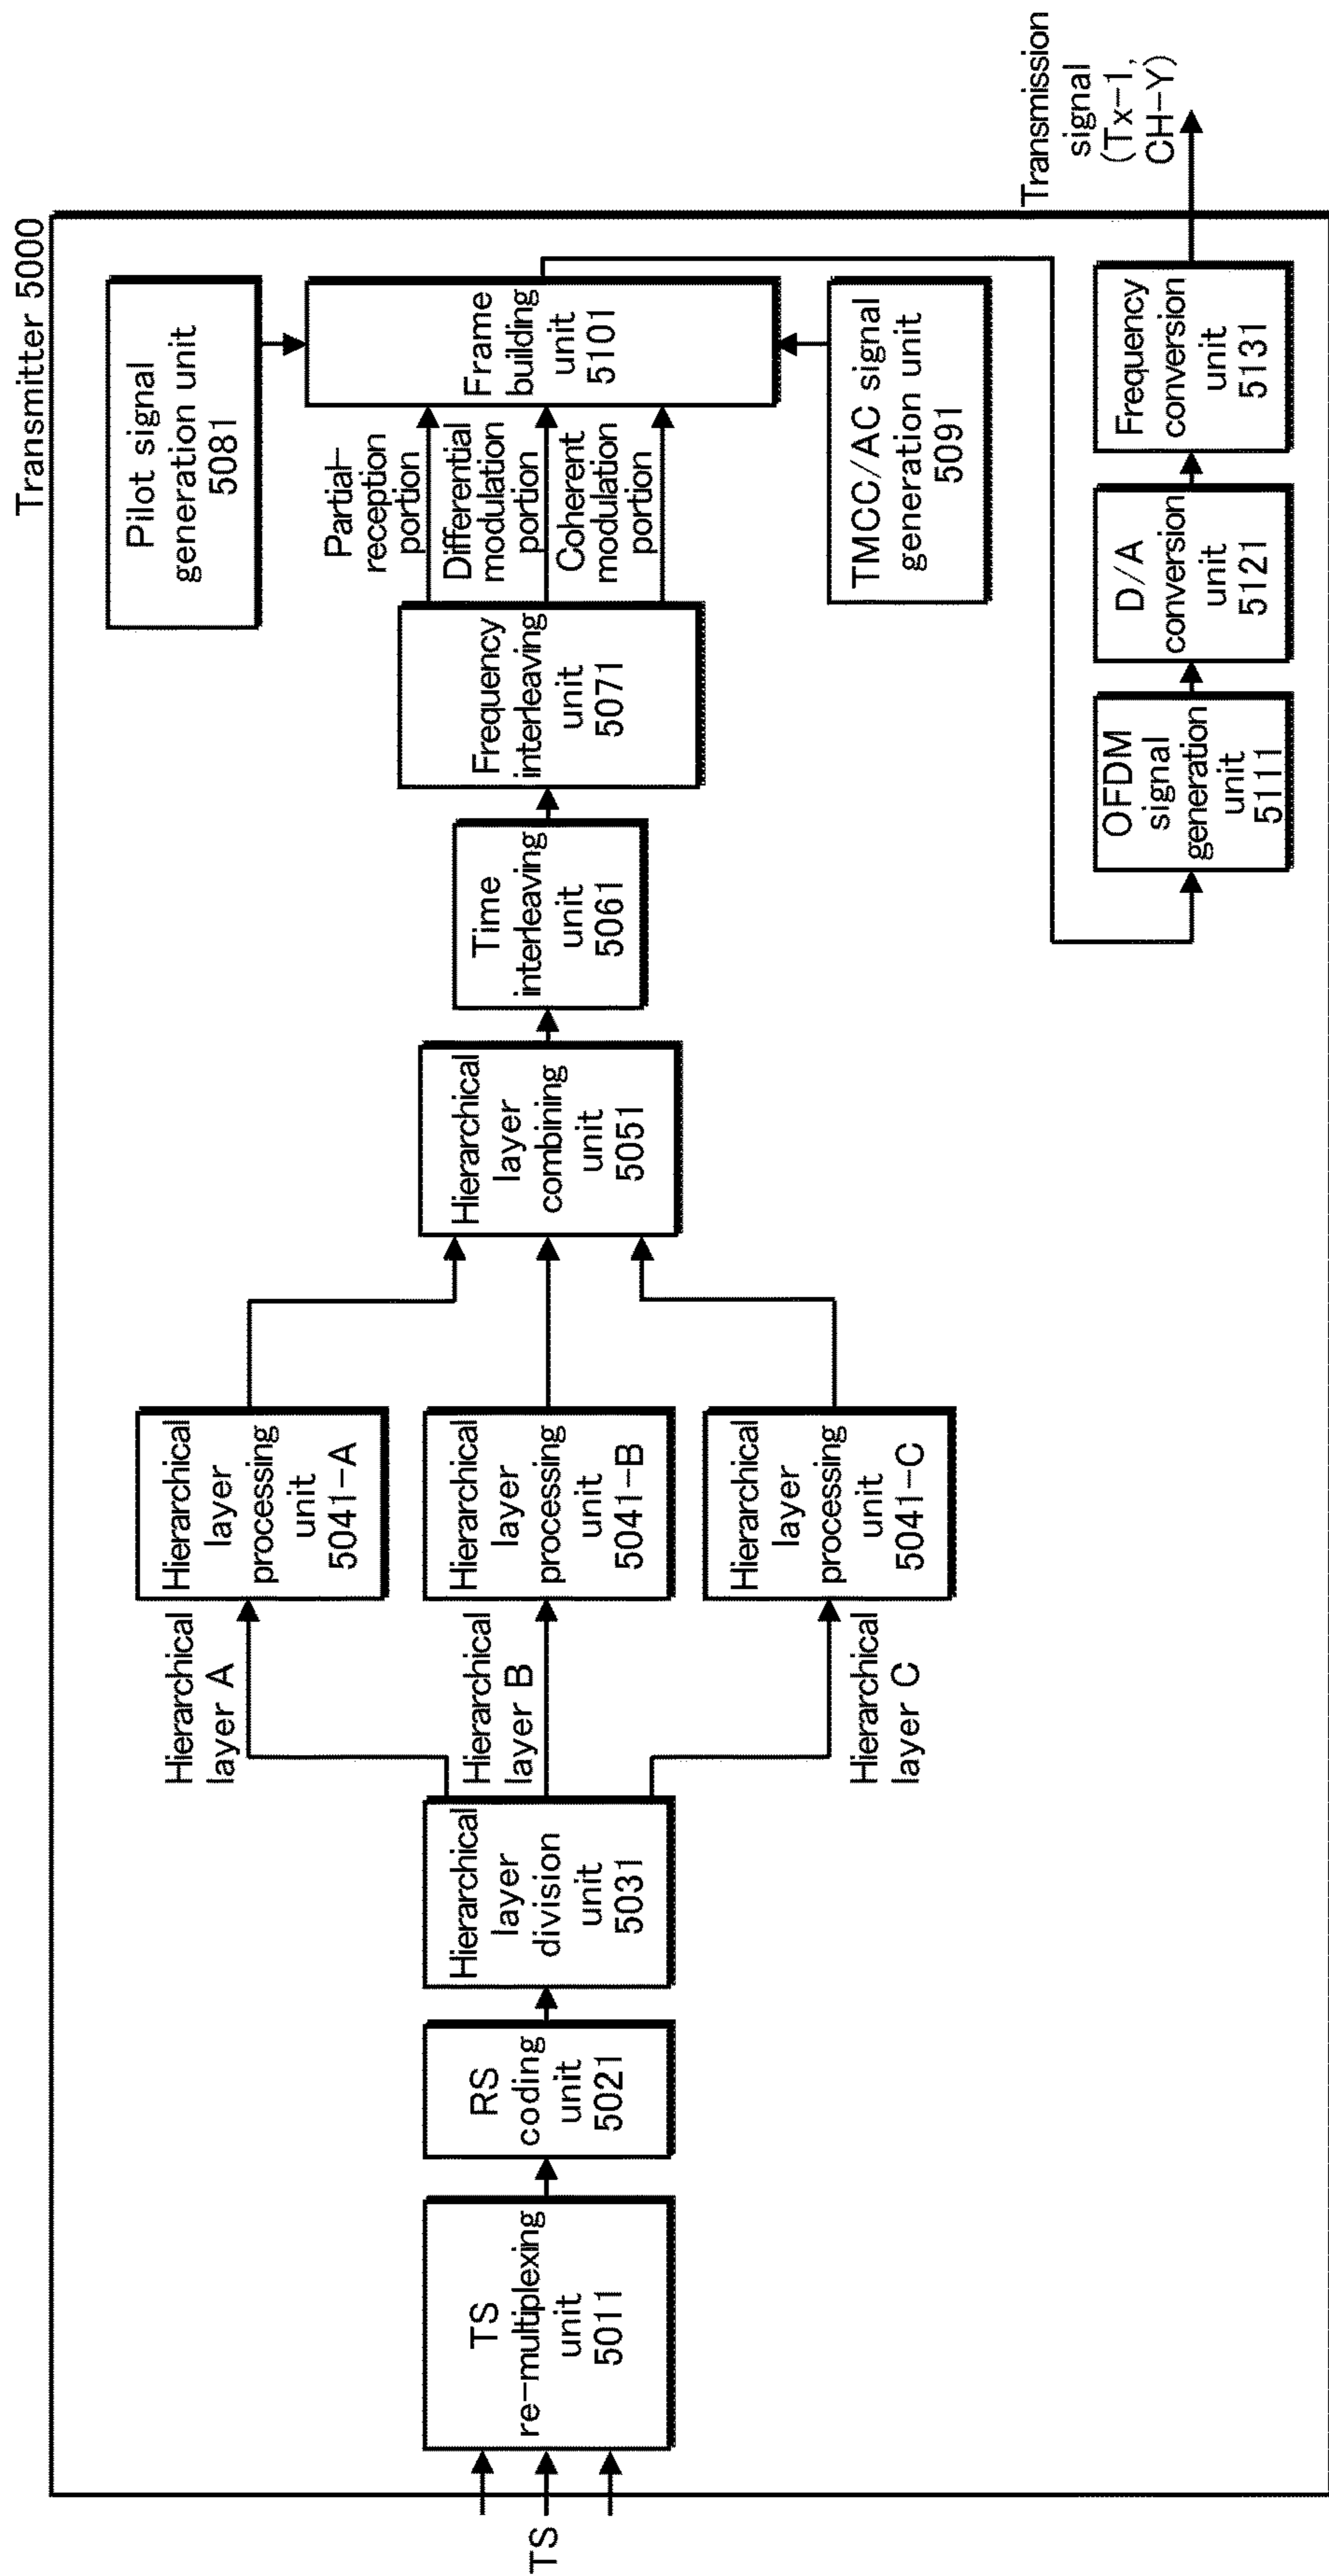 Transmitter 5000
TS
TS
re-multiplexing
unit
5011
RS
coding
unit
5021
Hierarchical
layer
division
unit
5031
Hierarchical
layer A
Hierarchical
layer B
Hierarchical
layer C
Hierarchical
layer
processing
unit
5041-A
Hierarchical
layer
processing
unit
5041-B
Hierarchical
layer
processing
unit
5041-C
Hierarchical
layer
combining
unit
5051
Time
interleaving
unit
5061
Frequency
interleaving
unit
5071
Pilot signal
generation unit
5081
Partial-
reception
portion
Differential
modulation
portion
Coherent
modulation
portion
TMCC/AC signal
generation unit
5091
Frame
building
unit
5101
OFDM
signal
generation
unit
5111
D/A
conversion
unit
5121
Frequency
conversion
unit
5131
Transmission
signal
(Tx-1,
CH-Y)